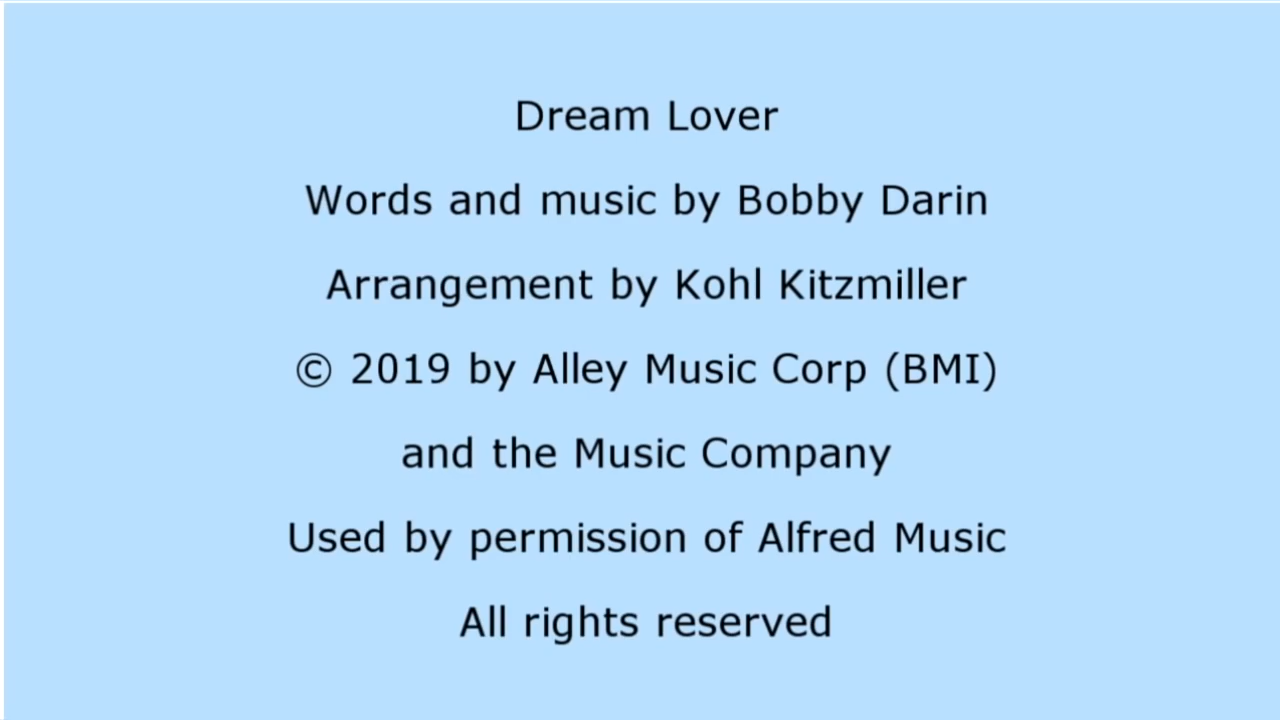 Dream Lover
Words and music by Bobby Darin
Arrangement by Kohl Kitzmiller
© 2019 by Alley Music Corp (BMI)
and the Music Company
Used by permission of Alfred Music
All rights reserved